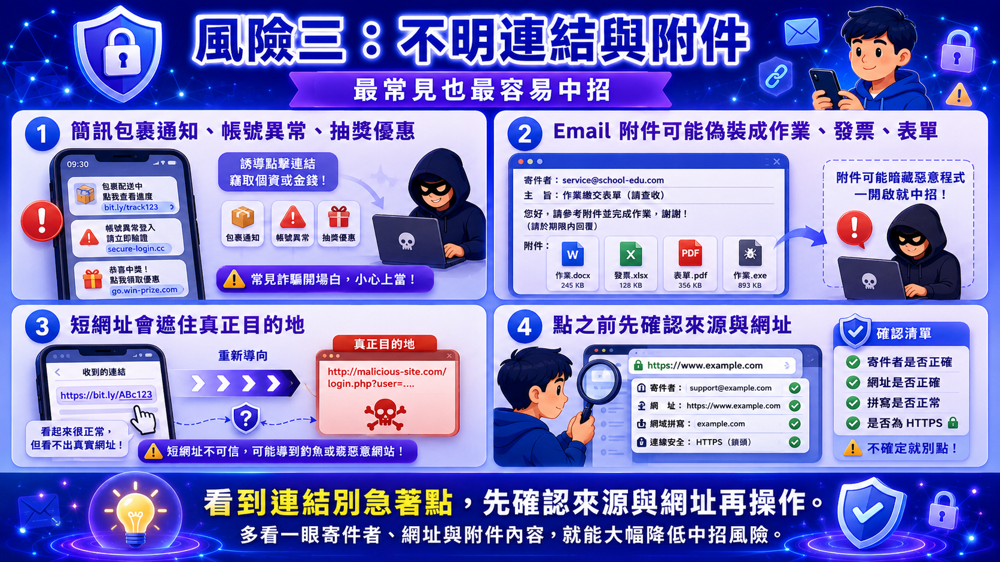 風險三：不明連結與附件
最常見也最容易中招
1 簡訊包裹通知、帳號異常、抽獎優惠
09:30
包裹配送中
點我查看進度
bit.ly/track123
帳號異常登入
請立即驗證
secure-login.cc
恭喜中獎！
點我領取優惠
go.win-prize.com
誘導點擊連結
竊取個資或金錢！
包裹通知
帳號異常
抽獎優惠
常見詐騙開場白，小心上當！
2 Email 附件可能偽裝成作業、發票、表單
寄件者：service@school-edu.com
主 旨：作業繳交表單（請查收）
您好，請參考附件並完成作業，謝謝！
（請於期限内回覆）
附件：
W
作業.docx
245 KB
X
發票.xlsx
128 KB
PDF
表單.pdf
356 KB
作業.exe
893 KB
附件可能暗藏惡意程式
一開啟就中招！
3 短網址會遮住真正目的地
收到的連結
https://bit.ly/ABc123
看起來很正常，
但看不出真實網址！
重新導向
?
真正目的地
http://malicious-site.com/
login.php?user=....
短網址不可信，可能導到釣魚或惡意網站！
4 點之前先確認來源與網址
https://www.example.com
寄件者： support@example.com
網 址： https://www.example.com
網域拼寫： example.com
連線安全： HTTPS（鎖頭）
確認清單
寄件者是否正確
網址是否正確
拼寫是否正常
是否為 HTTPS
不確定就別點！
看到連結別急著點，先確認來源與網址再操作。
多看一眼寄件者、網址與附件內容，就能大幅降低中招風險。